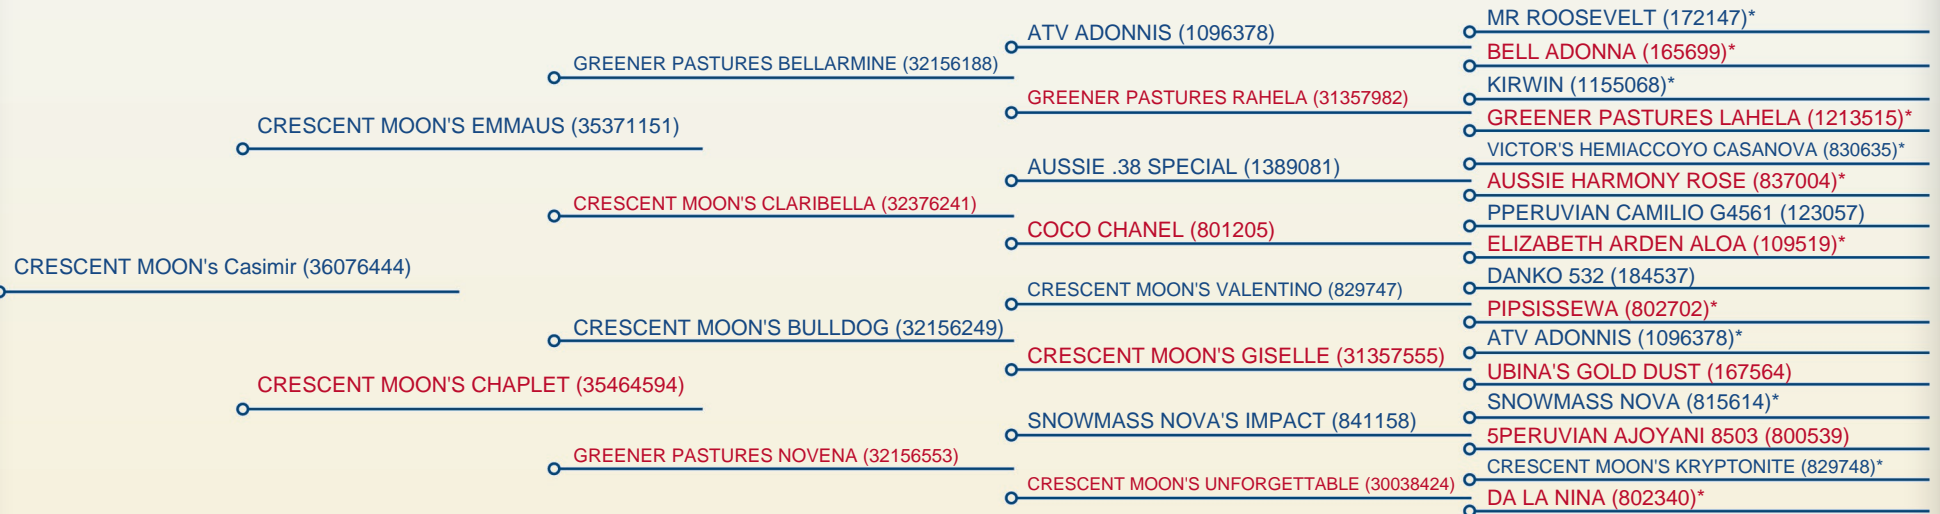 MR ROOSEVELT (172147)*
ATV ADONNIS (1096378)
BELL ADONNA (165699)*
GREENER PASTURES BELLARMINE (32156188)
KIRWIN (1155068)*
GREENER PASTURES RAHELA (31357982)
GREENER PASTURES LAHELA (1213515)*
CRESCENT MOON'S EMMAUS (35371151)
VICTOR'S HEMIACCOYO CASANOVA (830635)*
AUSSIE .38 SPECIAL (1389081)
AUSSIE HARMONY ROSE (837004)*
CRESCENT MOON'S CLARIBELLA (32376241)
PPERUVIAN CAMILIO G4561 (123057)
COCO CHANEL (801205)
ELIZABETH ARDEN ALOA (109519)*
CRESCENT MOON's Casimir (36076444)
DANKO 532 (184537)
CRESCENT MOON'S VALENTINO (829747)
PIPSISSEWA (802702)*
CRESCENT MOON'S BULLDOG (32156249)
ATV ADONNIS (1096378)*
CRESCENT MOON'S GISELLE (31357555)
UBINA'S GOLD DUST (167564)
CRESCENT MOON'S CHAPLET (35464594)
SNOWMASS NOVA (815614)*
SNOWMASS NOVA'S IMPACT (841158)
5PERUVIAN AJOYANI 8503 (800539)
GREENER PASTURES NOVENA (32156553)
CRESCENT MOON'S KRYPTONITE (829748)*
CRESCENT MOON'S UNFORGETTABLE (30038424)
DA LA NINA (802340)*